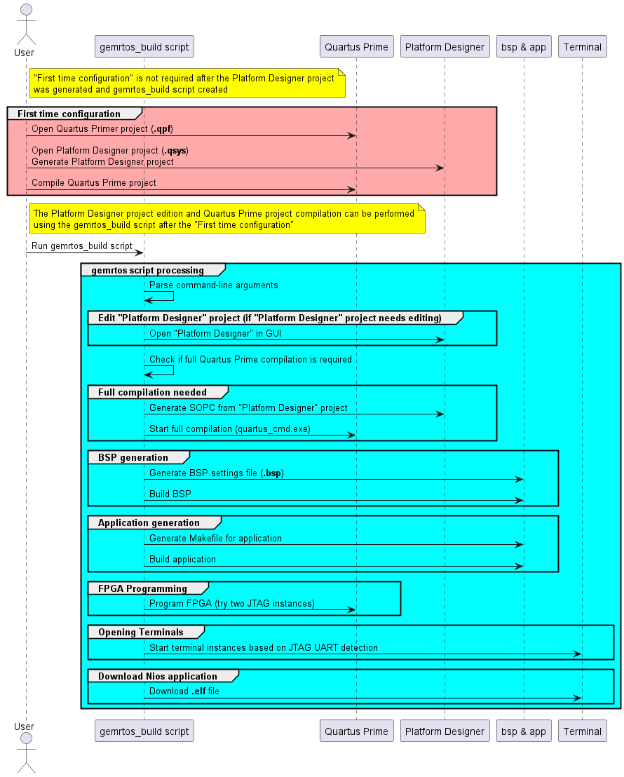 User
gemrtos_build script
Quartus Prime
Platform Designer
bsp & app
Terminal
"First time configuration" is not required after the Platform Designer project
was generated and gemrtos_build script created
First time configuration
Open Quartus Primer project (.qpf)
Open Platform Designer project (.qsys)
Generate Platform Designer project
Compile Quartus Prime project
The Platform Designer project edition and Quartus Prime project compilation can be performed
using the gemrtos_build script after the "First time configuration"
Run gemrtos_build script
gemrtos script processing
Parse command-line arguments
Edit "Platform Designer" project (if "Platform Designer" project needs editing)
Open "Platform Designer" in GUI
Check if full Quartus Prime compilation is required
Full compilation needed
Generate SOPC from "Platform Designer" project
Start full compilation (quartus_cmd.exe)
BSP generation
Generate BSP settings file (.bsp)
Build BSP
Application generation
Generate Makefile for application
Build application
FPGA Programming
Program FPGA (try two JTAG instances)
Opening Terminals
Start terminal instances based on JTAG UART detection
Download Nios application
Download .elf file
User
gemrtos_build script
Quartus Prime
Platform Designer
bsp & app
Terminal